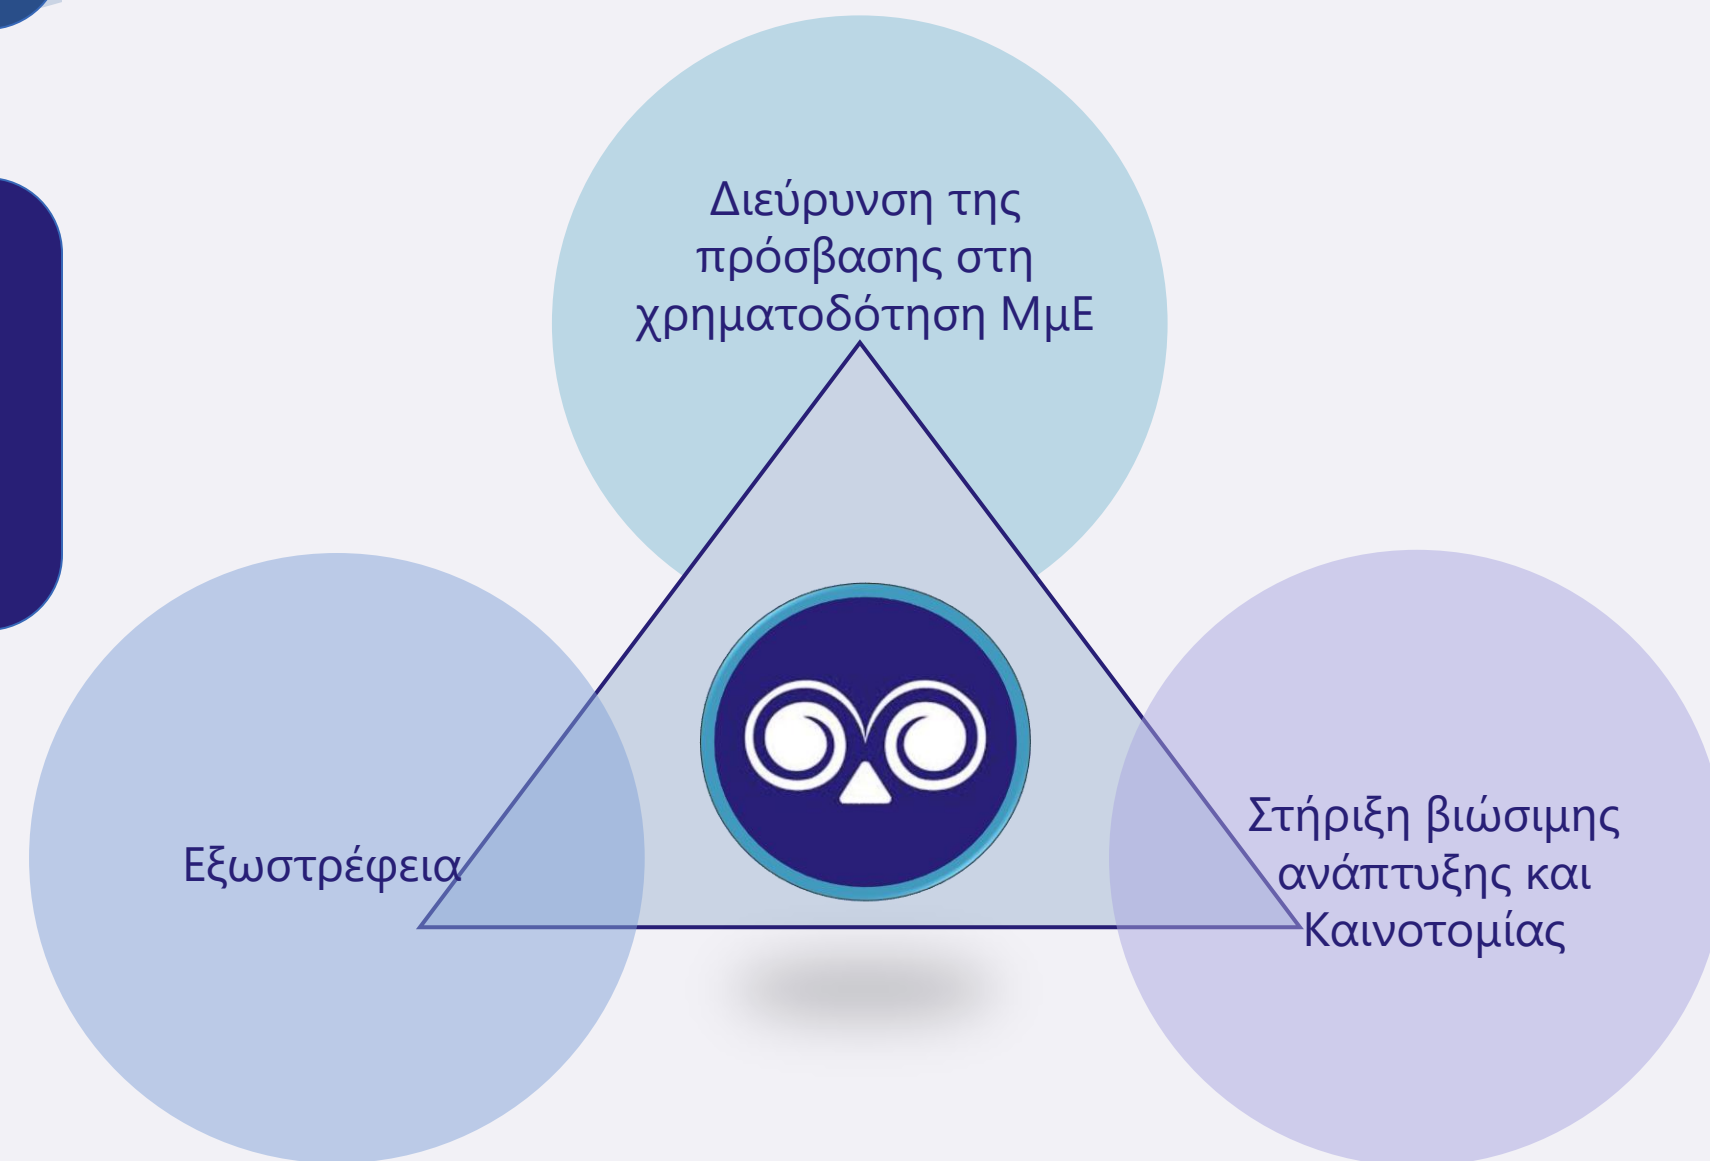 Διεύρυνση της
πρόσβασης στη
χρηματοδότηση ΜμΕ
Εξωστρέφεια
Στήριξη βιώσιμης
ανάπτυξης και
Καινοτομίας